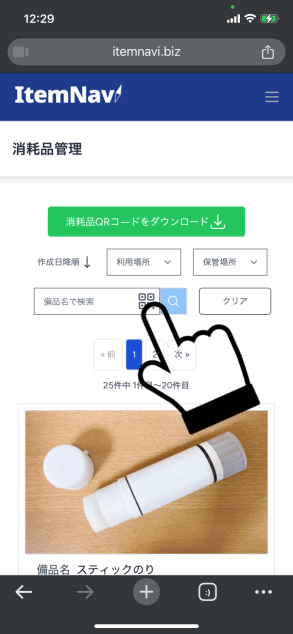 12:29
itemnavi.biz
ItemNavi
消耗品管理
消耗品QRコードをダウンロード
作成日降順 利用場所 保管場所
備品名で検索 クリア
« 前 1 2 次 »
25件中 1件目〜20件目
備品名 スティックのり
:)